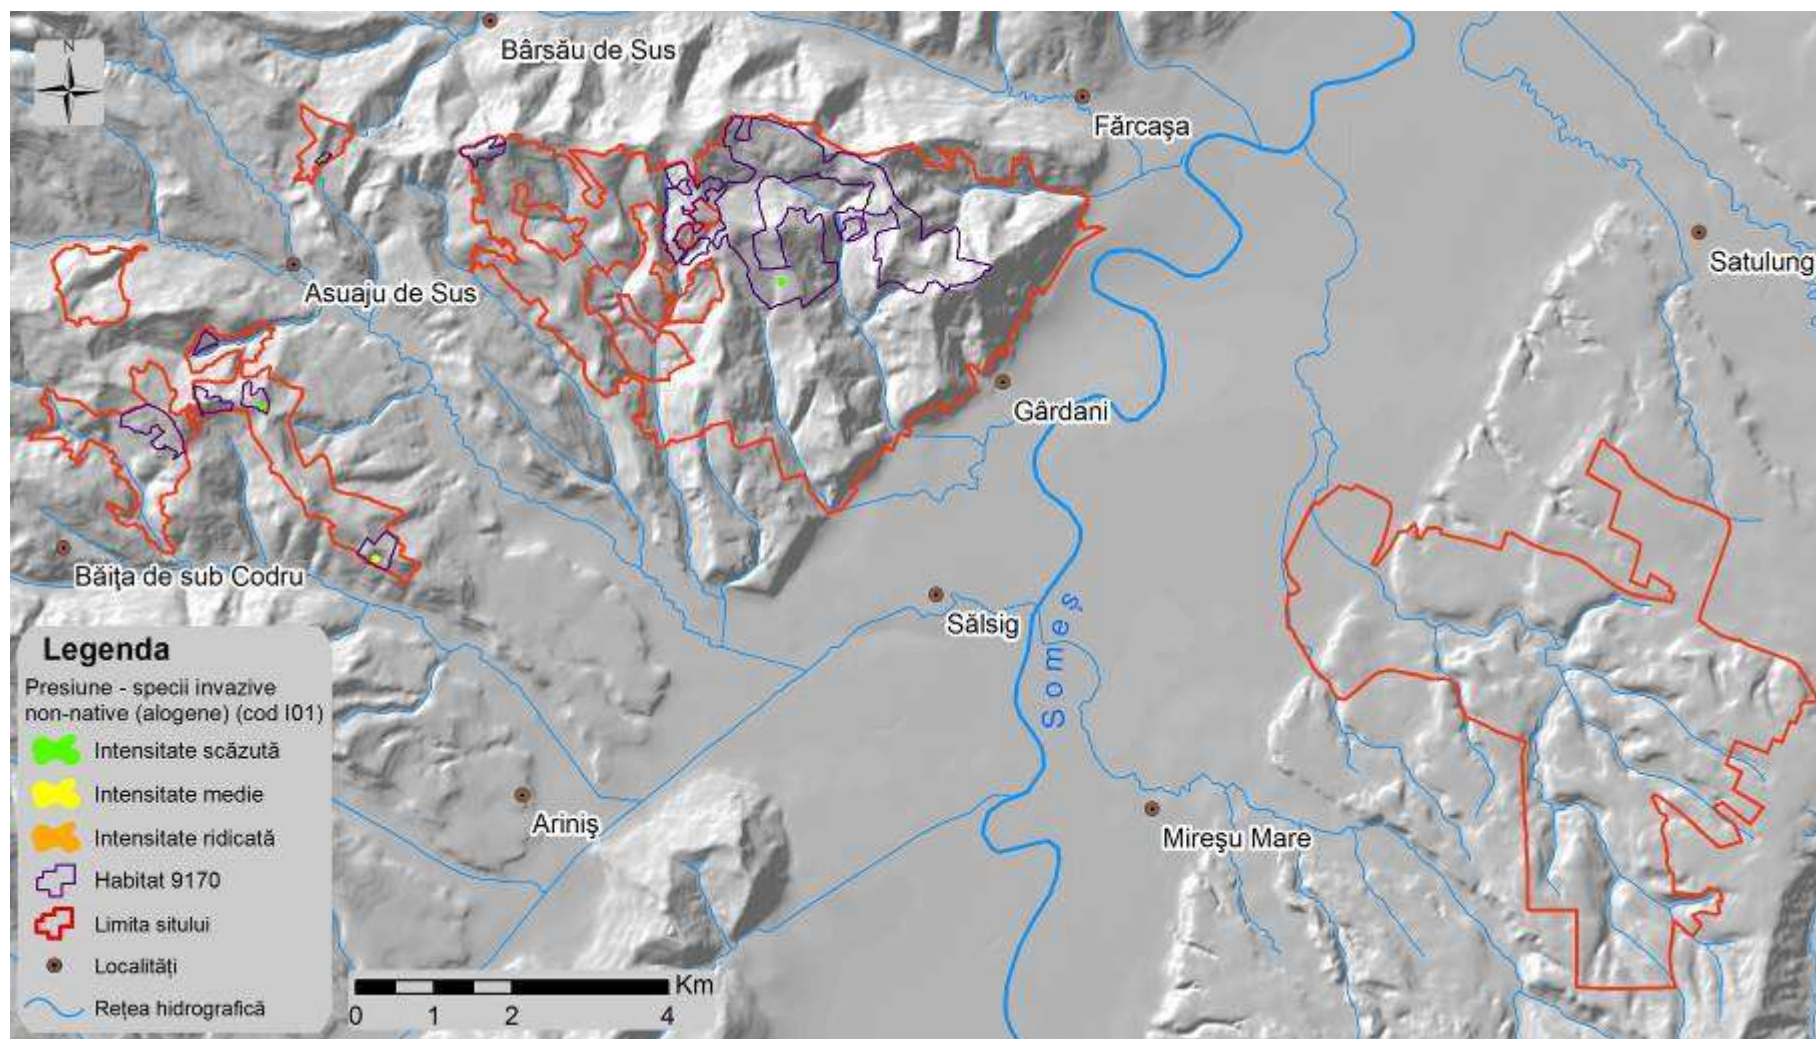 N
Bârsău de Sus
Fărcaşa
Satulung
Asuaju de Sus
Gârdani
Băiţa de sub Codru
Sălsig
Someş
Ariniş
Mireşu Mare
Legenda
Presiune - specii invazive
non-native (alogene) (cod I01)
Intensitate scăzută
Intensitate medie
Intensitate ridicată
Habitat 9170
Limita sitului
Localităţi
Reţea hidrografică
Km
0 1 2 4